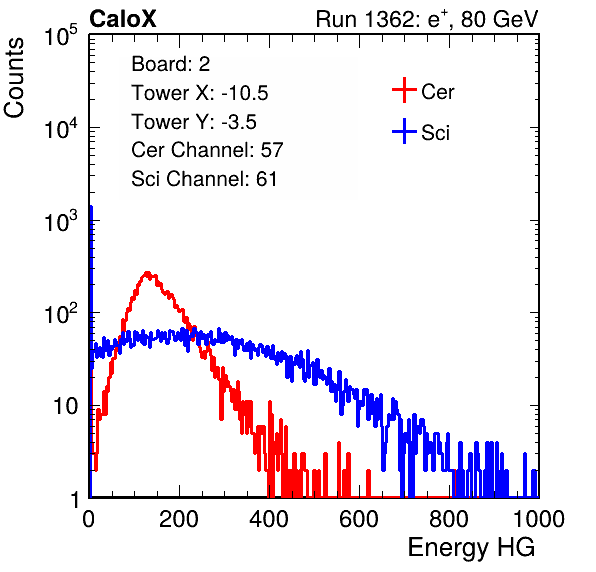 CaloX Run 1362: e⁺, 80 GeV
Counts
10⁵
10⁴
10³
10²
10
1
Board: 2
Tower X: -10.5
Tower Y: -3.5
Cer Channel: 57
Sci Channel: 61
Cer
Sci
0 200 400 600 800 1000
Energy HG